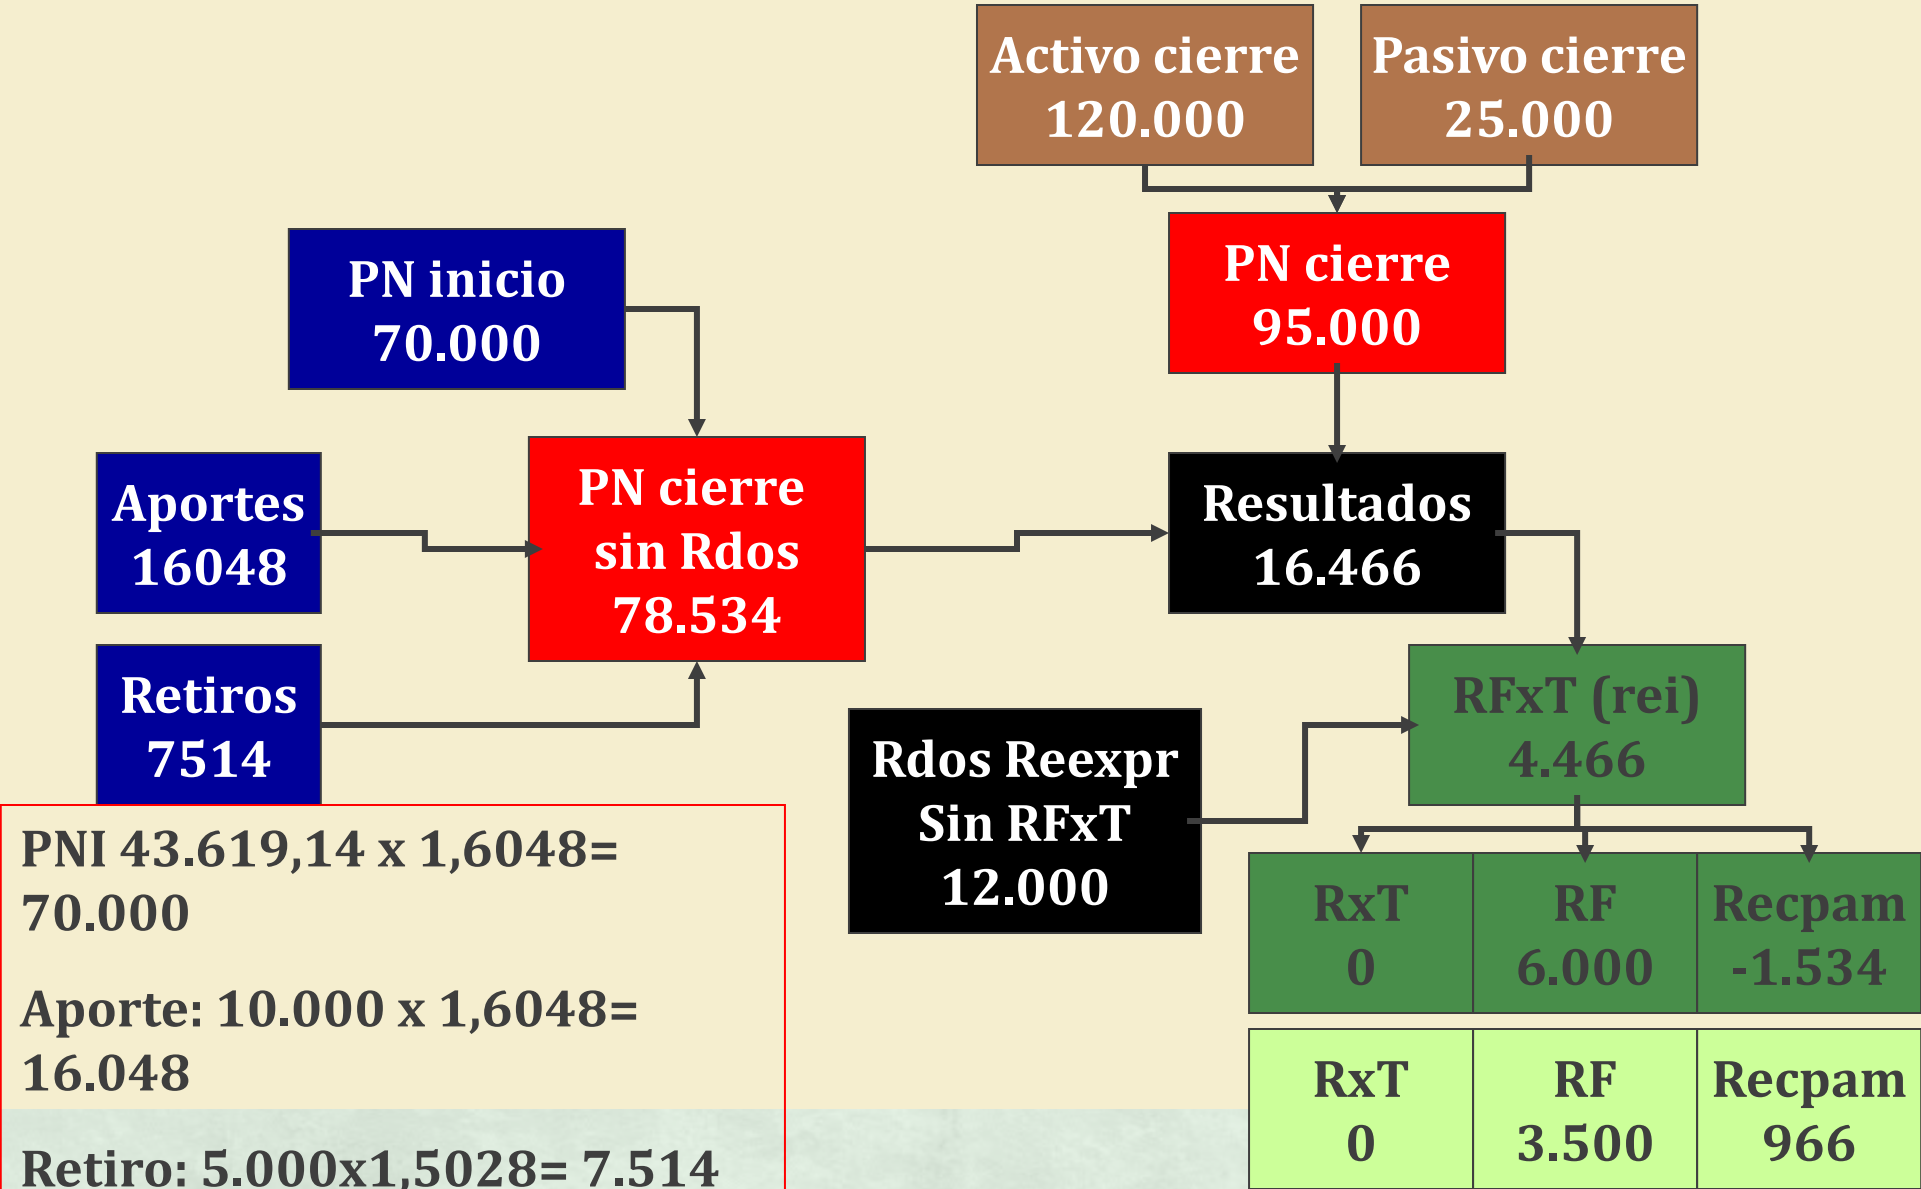 Activo cierre
120.000
Pasivo cierre
25.000
PN inicio
70.000
PN cierre
95.000
Aportes
16048
PN cierre
sin Rdos
78.534
Resultados
16.466
Retiros
7514
Rdos Reexpr
Sin RFxT
12.000
RFxT (rei)
4.466
PNI 43.619,14 x 1,6048=
70.000
Aporte: 10.000 x 1,6048=
16.048
Retiro: 5.000x1,5028= 7.514
RxT
0
RF
6.000
Recpam
-1.534
RxT
0
RF
3.500
Recpam
966